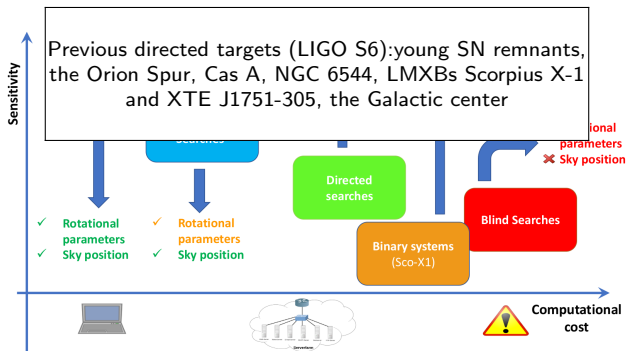 Previous directed targets (LIGO S6):young SN remnants,
the Orion Spur, Cas A, NGC 6544, LMXBs Scorpius X-1
and XTE J1751-305, the Galactic center
Sensitivity
parameters
Sky position
Directed
searches
Blind Searches
Rotational
parameters
Sky position
Rotational
parameters
Sky position
Binary systems
(Sco-X1)
Computational
cost